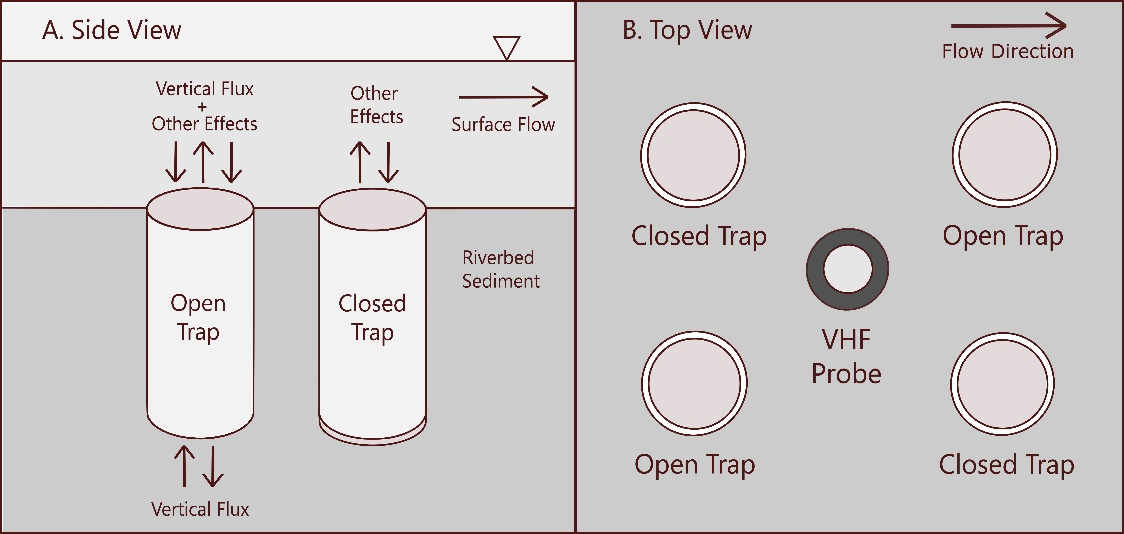 A. Side View
Vertical Flux
+
Other Effects
Other
Effects
Surface Flow
Open
Trap
Closed
Trap
Riverbed
Sediment
Vertical Flux
B. Top View
Flow Direction
Closed Trap
Open Trap
VHF
Probe
Open Trap
Closed Trap